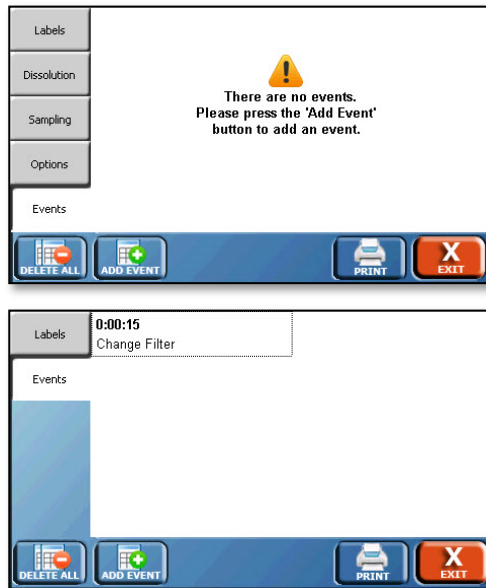 Labels
Dissolution
Sampling
Options
Events
There are no events.
Please press the 'Add Event'
button to add an event.
DELETE ALL
ADD EVENT
PRINT
X
EXIT
Labels
Events
0:00:15
Change Filter
DELETE ALL
ADD EVENT
PRINT
X
EXIT